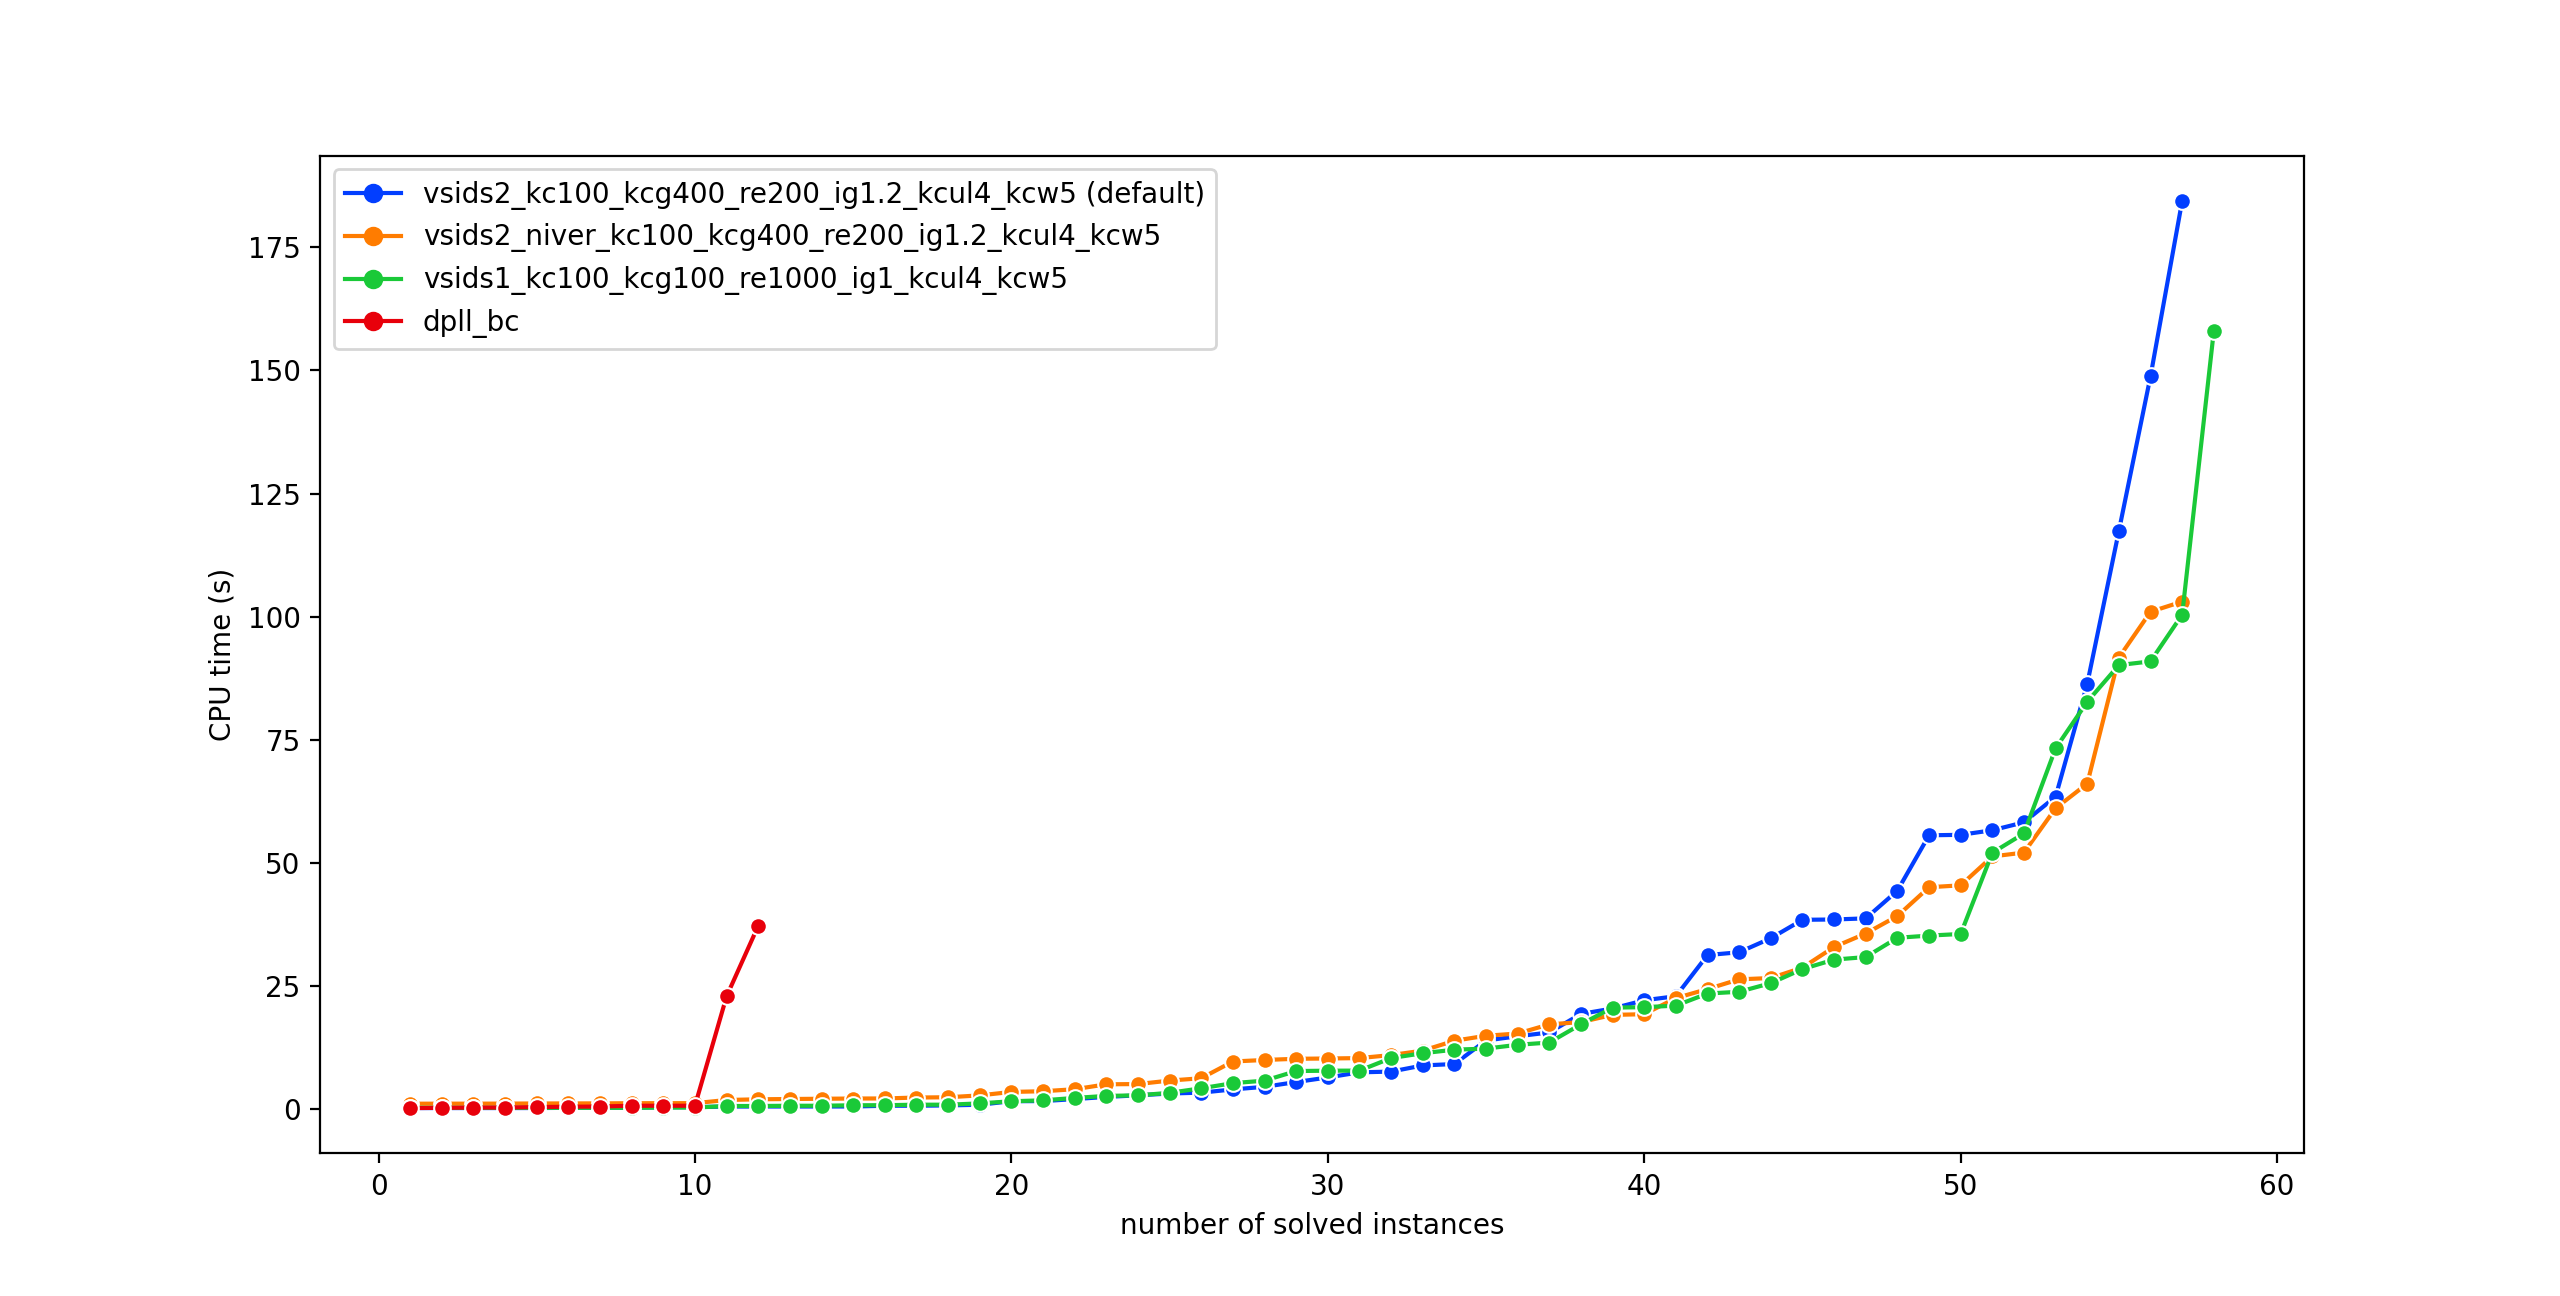 vsids2_kc100_kcg400_re200_ig1.2_kcul4_kcw5 (default)
vsids2_niver_kc100_kcg400_re200_ig1.2_kcul4_kcw5
vsids1_kc100_kcg100_re1000_ig1_kcul4_kcw5
dpll_bc
175
150
125
100
75
50
25
0
CPU time (s)
0 10 20 30 40 50 60
number of solved instances